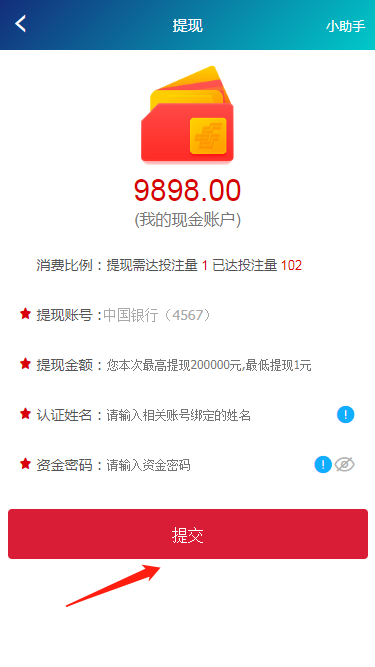 提现
小助手
9898.00
(我的现金账户)
消费比例：提现需达投注量 1 已达投注量 102
提现账号：中国银行（4567）
提现金额：您本次最高提现200000元,最低提现1元
认证姓名：请输入相关账号绑定的姓名
资金密码：请输入资金密码
提交